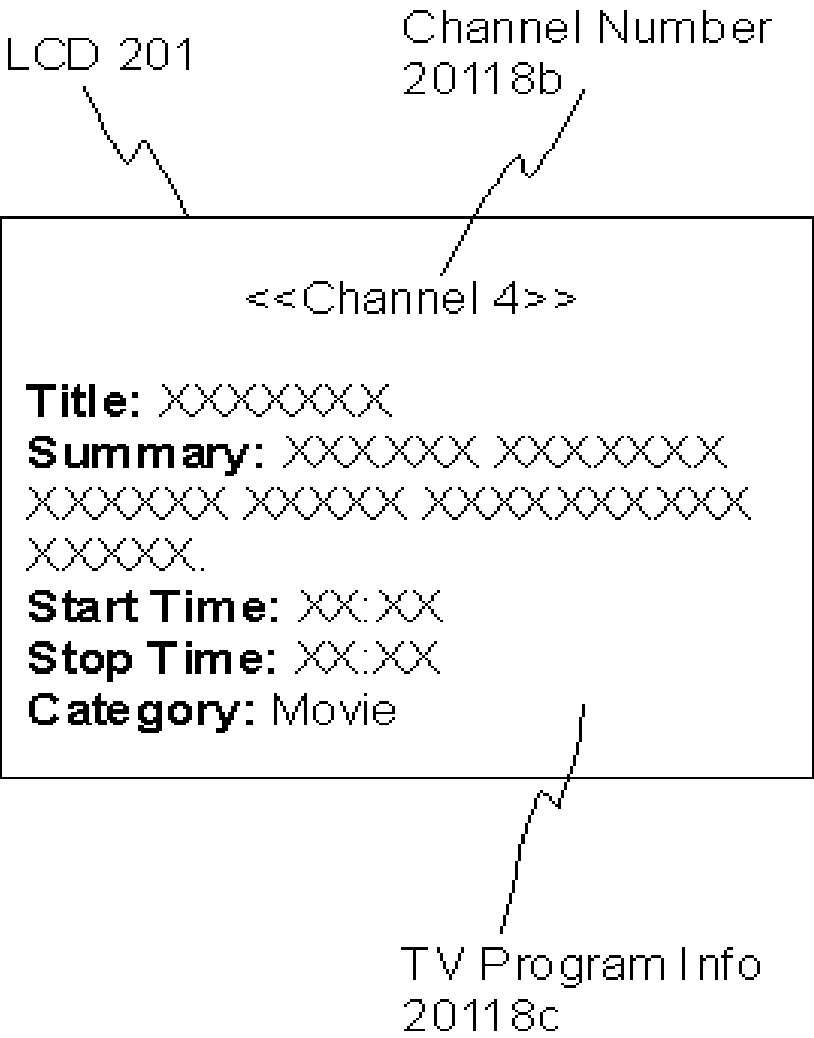 LCD 201
Channel Number
20118b
<<Channel 4>>
Title: XXXXXXX
Summary: XXXXXX XXXXXXX
XXXXXX XXXXX XXXXXXXXXX
XXXXX.
Start Time: XX:XX
Stop Time: XX:XX
Category: Movie
TV Program Info
20118c